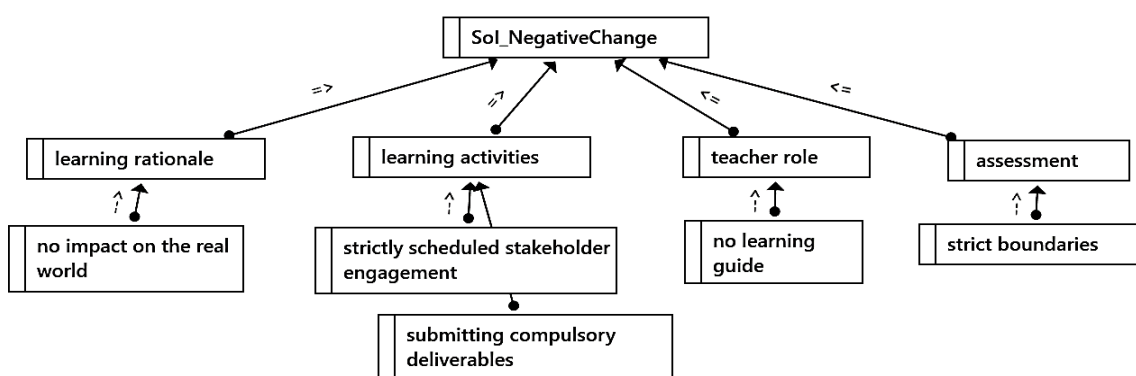 SoI_NegativeChange
=>
=>
<=
<=
learning rationale
learning activities
teacher role
assessment
no impact on the real
world
strictly scheduled stakeholder
engagement
no learning
guide
strict boundaries
submitting compulsory
deliverables